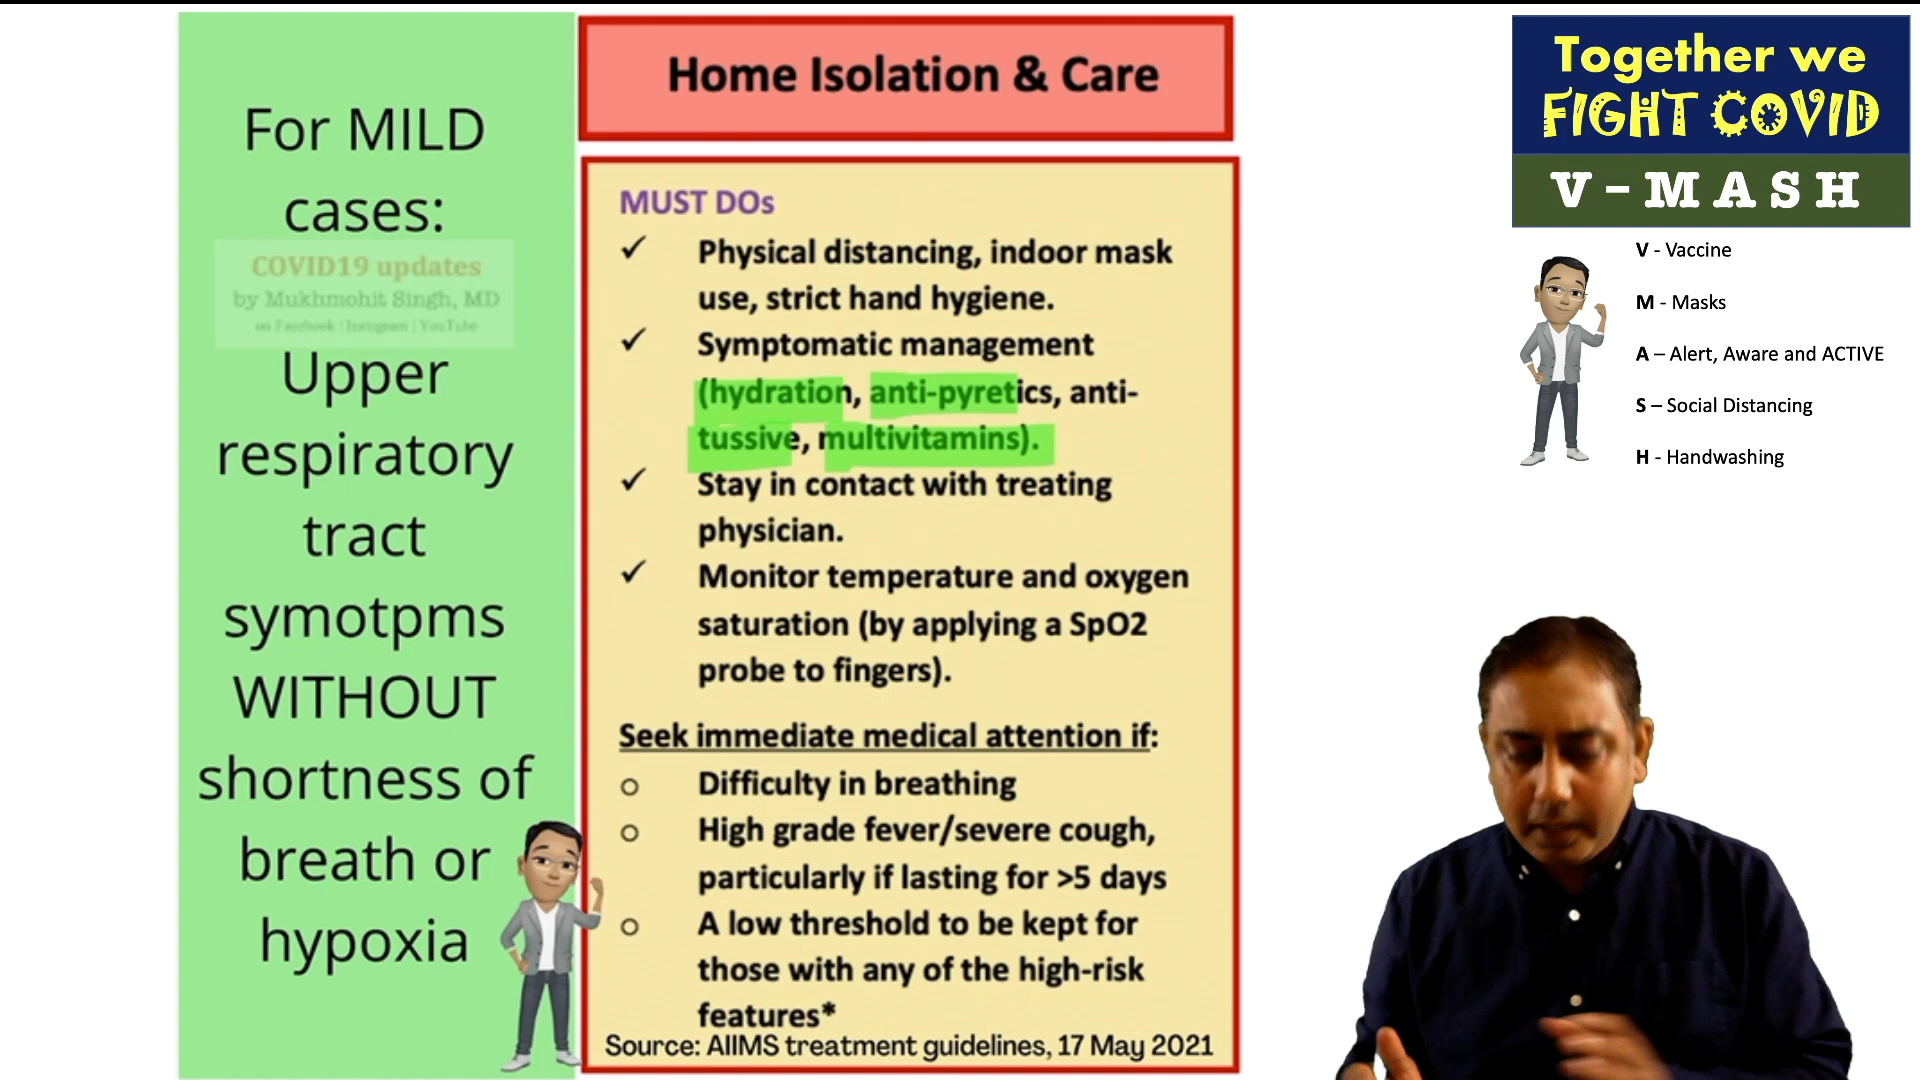 For MILD
cases:
COVID19 updates
by Mukhmohit Singh, MD
on Facebook | Instagram | YouTube
Upper
respiratory
tract
symotpms
WITHOUT
shortness of
breath or
hypoxia
Home Isolation & Care
MUST DOs
✓ Physical distancing, indoor mask
use, strict hand hygiene.
✓ Symptomatic management
(hydration, anti-pyretics, anti-
tussive, multivitamins).
✓ Stay in contact with treating
physician.
✓ Monitor temperature and oxygen
saturation (by applying a SpO2
probe to fingers).
Seek immediate medical attention if:
o Difficulty in breathing
o High grade fever/severe cough,
particularly if lasting for >5 days
o A low threshold to be kept for
those with any of the high-risk
features*
Source: AIIMS treatment guidelines, 17 May 2021
Together we
FIGHT COVID
V-MASH
V - Vaccine
M - Masks
A – Alert, Aware and ACTIVE
S – Social Distancing
H - Handwashing